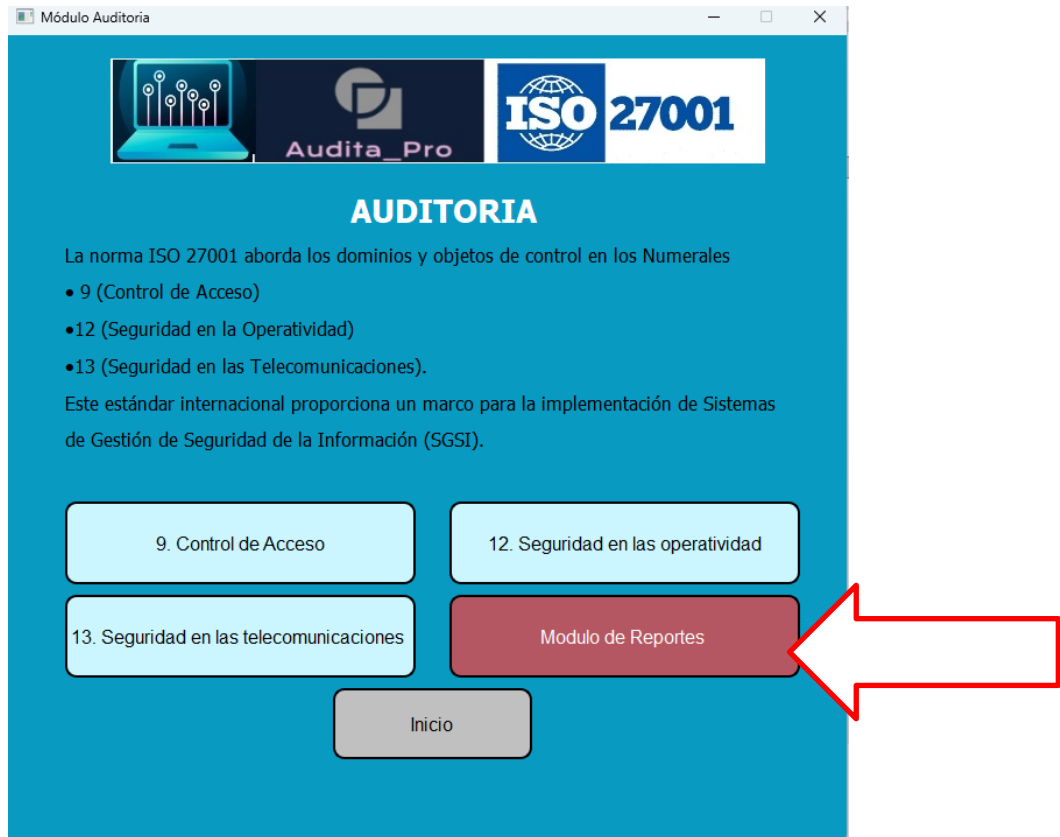 Módulo Auditoria
Audita_Pro
ISO 27001
AUDITORIA
La norma ISO 27001 aborda los dominios y objetos de control en los Numerales
• 9 (Control de Acceso)
•12 (Seguridad en la Operatividad)
•13 (Seguridad en las Telecomunicaciones).
Este estándar internacional proporciona un marco para la implementación de Sistemas
de Gestión de Seguridad de la Información (SGSI).
9. Control de Acceso
12. Seguridad en las operatividad
13. Seguridad en las telecomunicaciones
Modulo de Reportes
Inicio